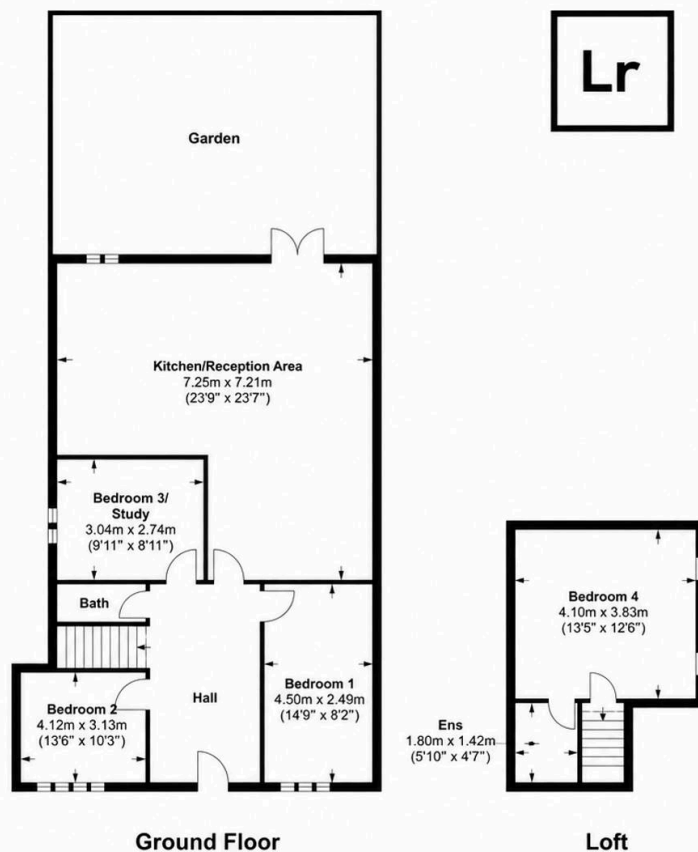 Lr
Garden
Kitchen/Reception Area
7.25m x 7.21m
(23'9" x 23'7")
Bedroom 3/
Study
3.04m x 2.74m
(9'11" x 8'11")
Bath
Hall
Bedroom 2
4.12m x 3.13m
(13'6" x 10'3")
Bedroom 1
4.50m x 2.49m
(14'9" x 8'2")
Ground Floor
Bedroom 4
4.10m x 3.83m
(13'5" x 12'6")
Ens
1.80m x 1.42m
(5'10" x 4'7")
Loft